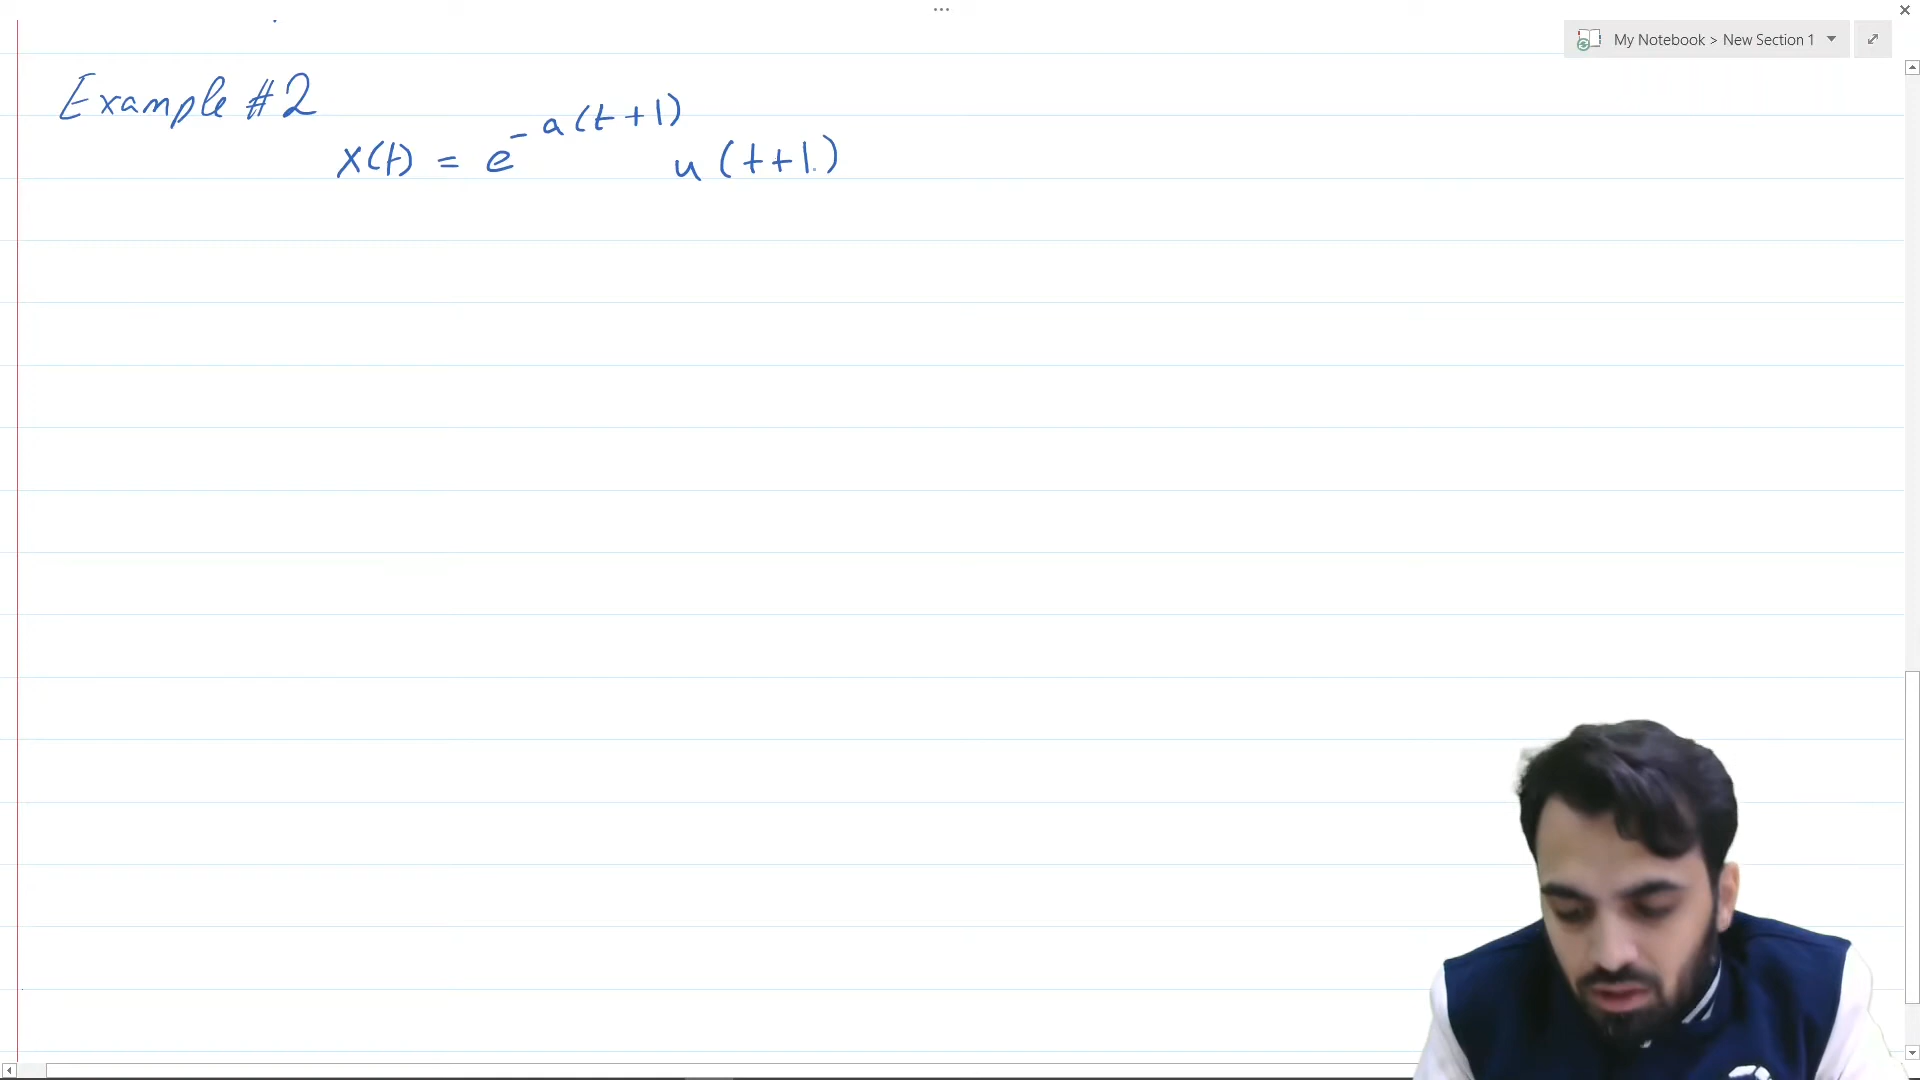 My Notebook > New Section 1
Example #2
x(t) = e^{-a(t+1)} u(t+1)